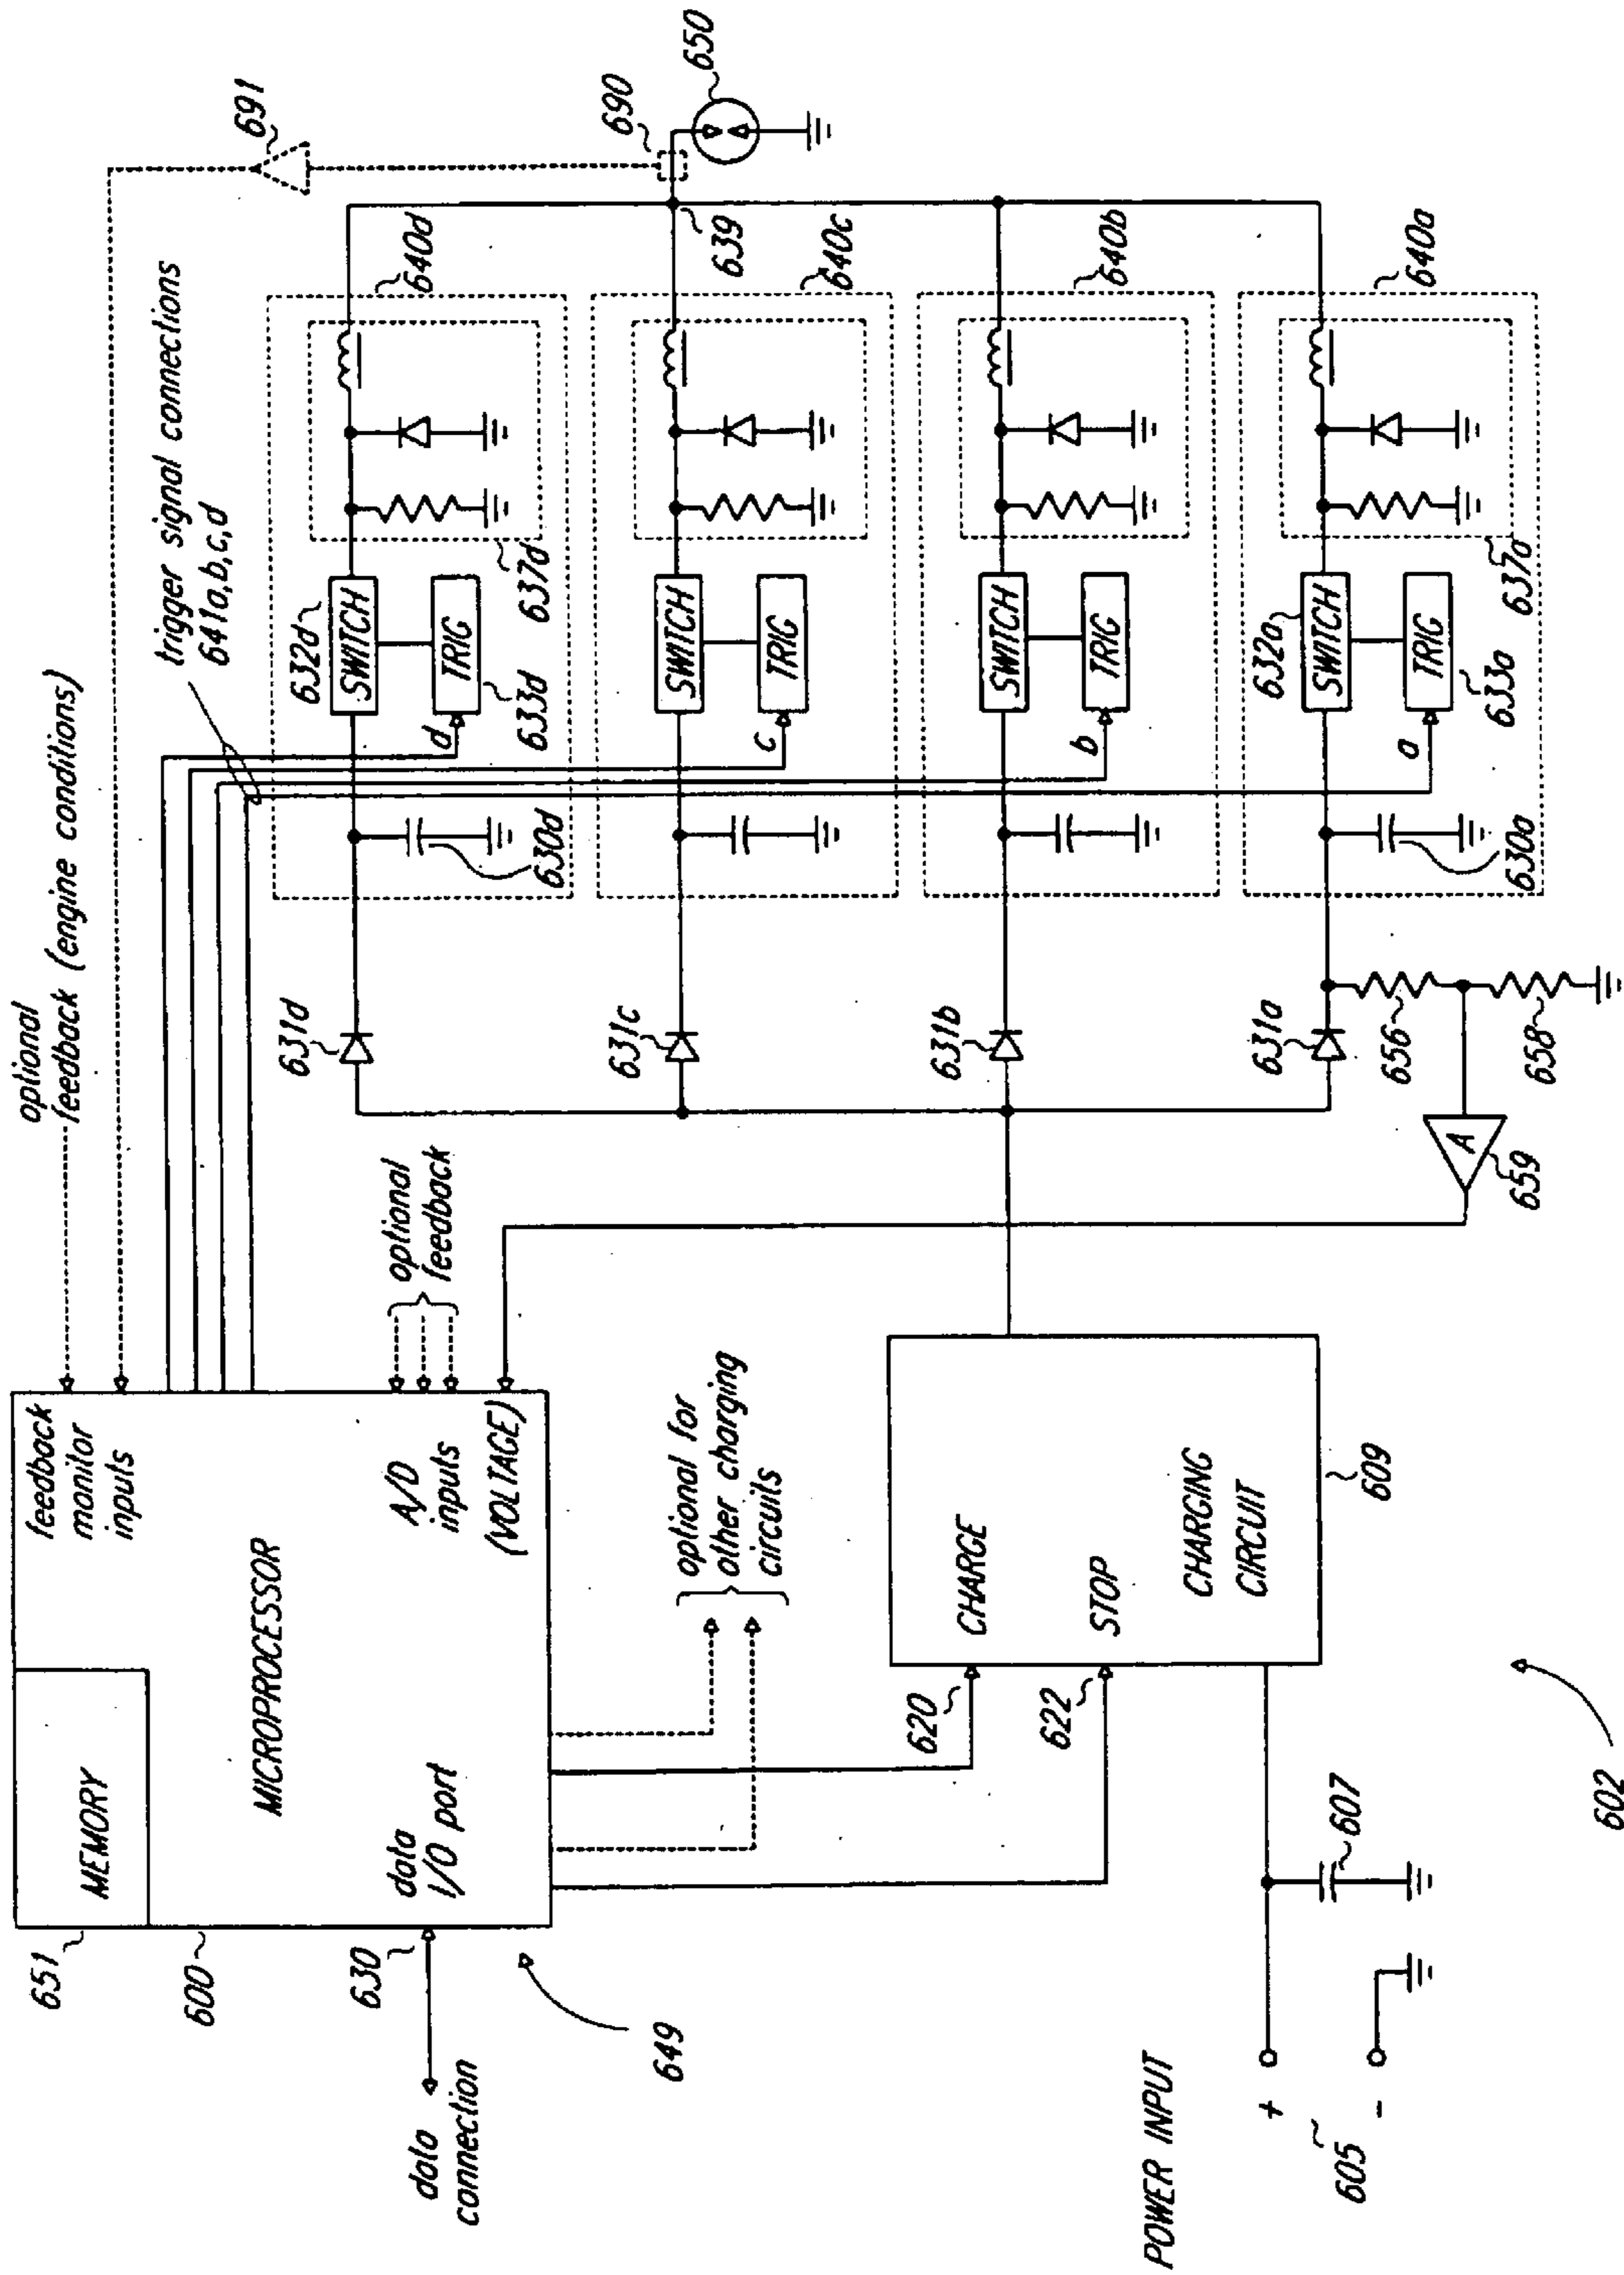 optional
feedback (engine conditions)
trigger signal connections
641a,b,c,d
691
690
650
639
640d
640c
640b
640a
651
MEMORY
600
MICROPROCESSOR
feedback
monitor
inputs
A/D
inputs
(VOLTAGE)
optional
feedback
630
data
I/O port
data
connection
649
optional for
other charging
circuits
631d
631c
631b
631a
630d
630a
632d
SWITCH
TRIG
633d
637d
d
SWITCH
TRIG
c
SWITCH
TRIG
b
632a
SWITCH
TRIG
633a
637a
a
656
658
A
659
620
622
CHARGE
STOP
CHARGING
CIRCUIT
609
POWER INPUT
+
605
-
607
602